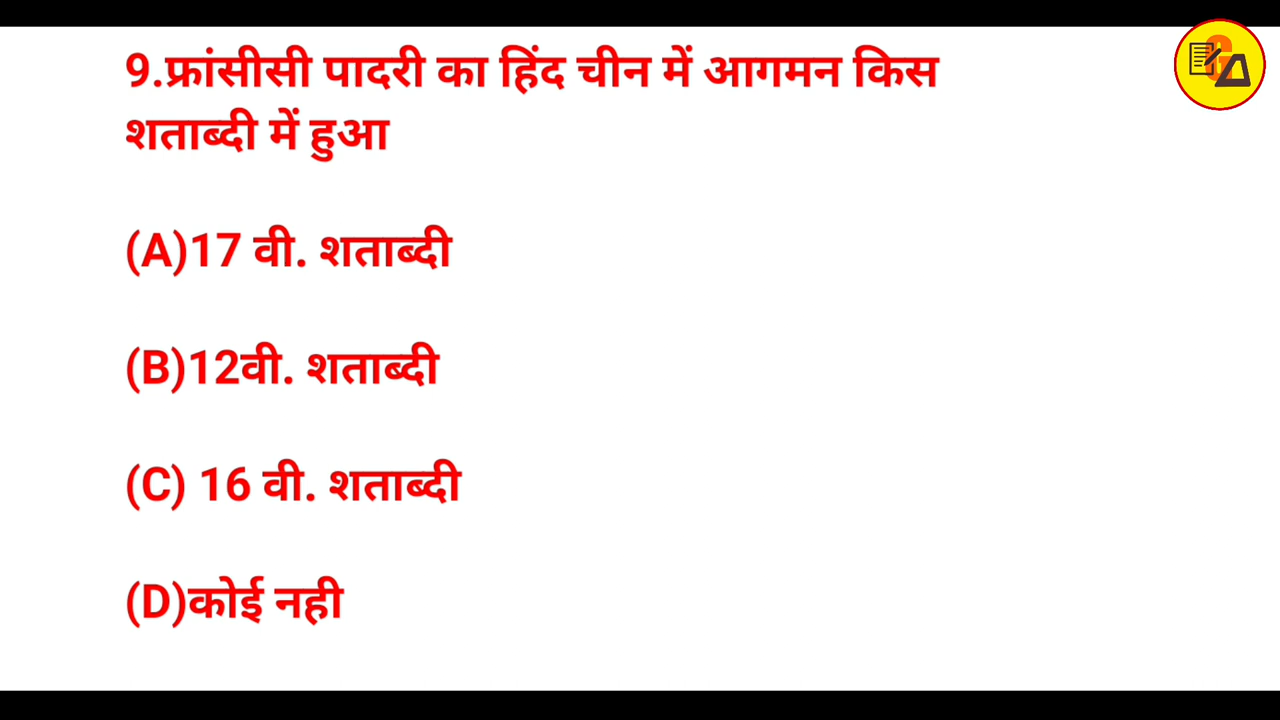 9.फ्रांसीसी पादरी का हिंद चीन में आगमन किस
शताब्दी में हुआ
(A)17 वी. शताब्दी
(B)12वी. शताब्दी
(C) 16 वी. शताब्दी
(D)कोई नही